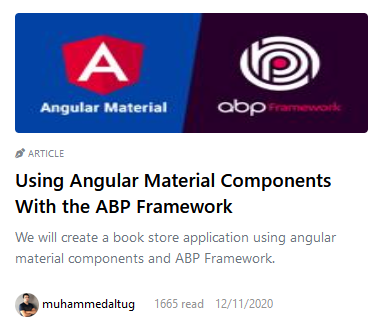 Angular Material
abp Framework
ARTICLE
Using Angular Material Components
With the ABP Framework
We will create a book store application using angular
material components and ABP Framework.
muhammedaltug 1665 read 12/11/2020